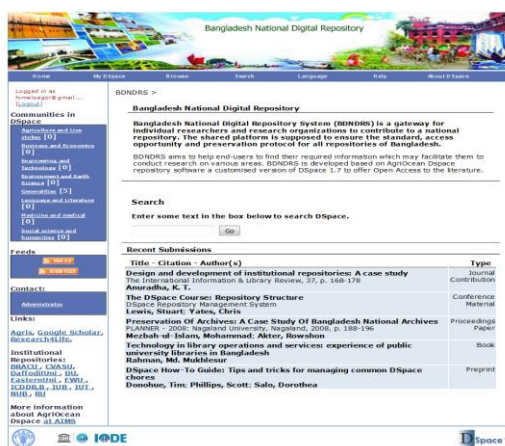 Bangladesh National Digital Repository
Home
My DSpace
Browse
Search
Language
Help
About DSpace
Logged in as
himelsagor@gmail...
(Logout)
Communities in
DSpace
Agriculture and Live
stokes [0]
Business and Economics
[0]
Engineering and
Technology [0]
Environment and Earth
Science [0]
Generalities [5]
Language and Literature
[0]
Medicine and medical
[0]
Social science and
humanities [0]
Feeds
RSS 2.0
ATOM FEED
Contact:
Administrator
Links:
Agris, Google Scholar,
Research4Life,
Institutional
Repositories:
BRACU , CVASU,
DaffodilUni , DU,
EasternUni , EWU ,
ICDDR,B , IUB , IUT ,
NUB , RU
More information
about AgriOcean
Dspace at AIMS
BDNDRS >
Bangladesh National Digital Repository
Bangladesh National Digital Repository System (BDNDRS) is a gateway for
individual researchers and research organizations to contribute to a national
repository. The shared platform is supposed to ensure the standard, access
opportunity and preservation protocol for all repositories of Bangladesh.
BDNDRS aims to help end-users to find their required information which may facilitate them to
conduct research on various areas. BDNDRS is developed based on AgriOcean Dspace
repository software a customised version of DSpace 1.7 to offer Open Access to the literature.
Search
Enter some text in the box below to search DSpace.
Go
Recent Submissions
Title - Citation - Author(s) Type
Design and development of institutional repositories: A case study Journal
The International Information & Library Review, 37, p. 168-178 Contribution
Anuradha, K. T.
The DSpace Course: Repository Structure Conference
DSpace Repository Management System Material
Lewis, Stuart; Yates, Chris
Preservation Of Archives: A Case Study Of Bangladesh National Archives Proceedings
PLANNER - 2008: Nagaland University, Nagaland, 2008, p. 188-196 Paper
Mezbah-ul-Islam, Mohammad; Akter, Rowshon
Technology in library operations and services: experience of public Book
university libraries in Bangladesh
Rahman, Md. Mukhlesur
DSpace How-To Guide: Tips and tricks for managing common DSpace Preprint
chores
Donohue, Tim; Phillips, Scott; Salo, Dorothea
IODE
DSpace